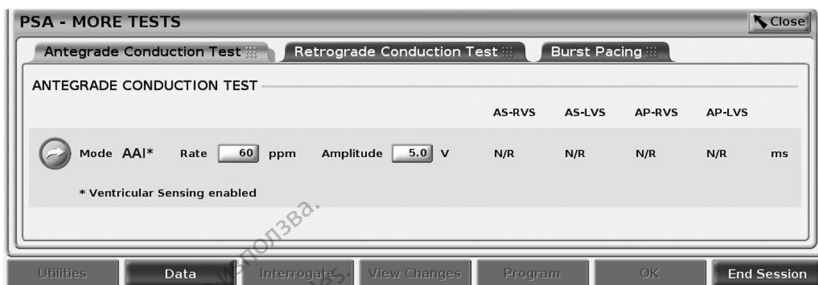 PSA - MORE TESTS Close
Antegrade Conduction Test Retrograde Conduction Test Burst Pacing
ANTEGRADE CONDUCTION TEST
AS-RVS AS-LVS AP-RVS AP-LVS
Mode AAI* Rate 60 ppm Amplitude 5.0 V N/R N/R N/R N/R ms
* Ventricular Sensing enabled
Utilities Data Interrogate View Changes Program OK End Session